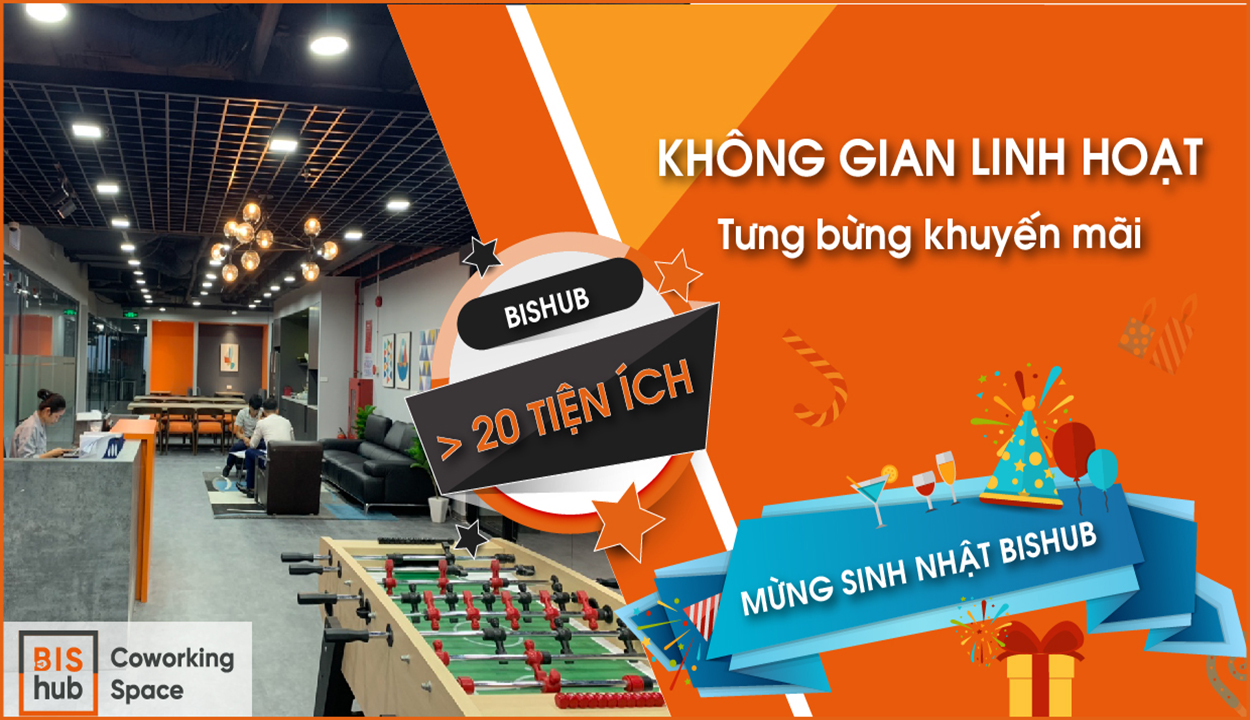 KHÔNG GIAN LINH HOẠT
Tưng bừng khuyến mãi
BISHUB
> 20 TIỆN ÍCH
MỪNG SINH NHẬT BISHUB
BIS
hub
Coworking
Space